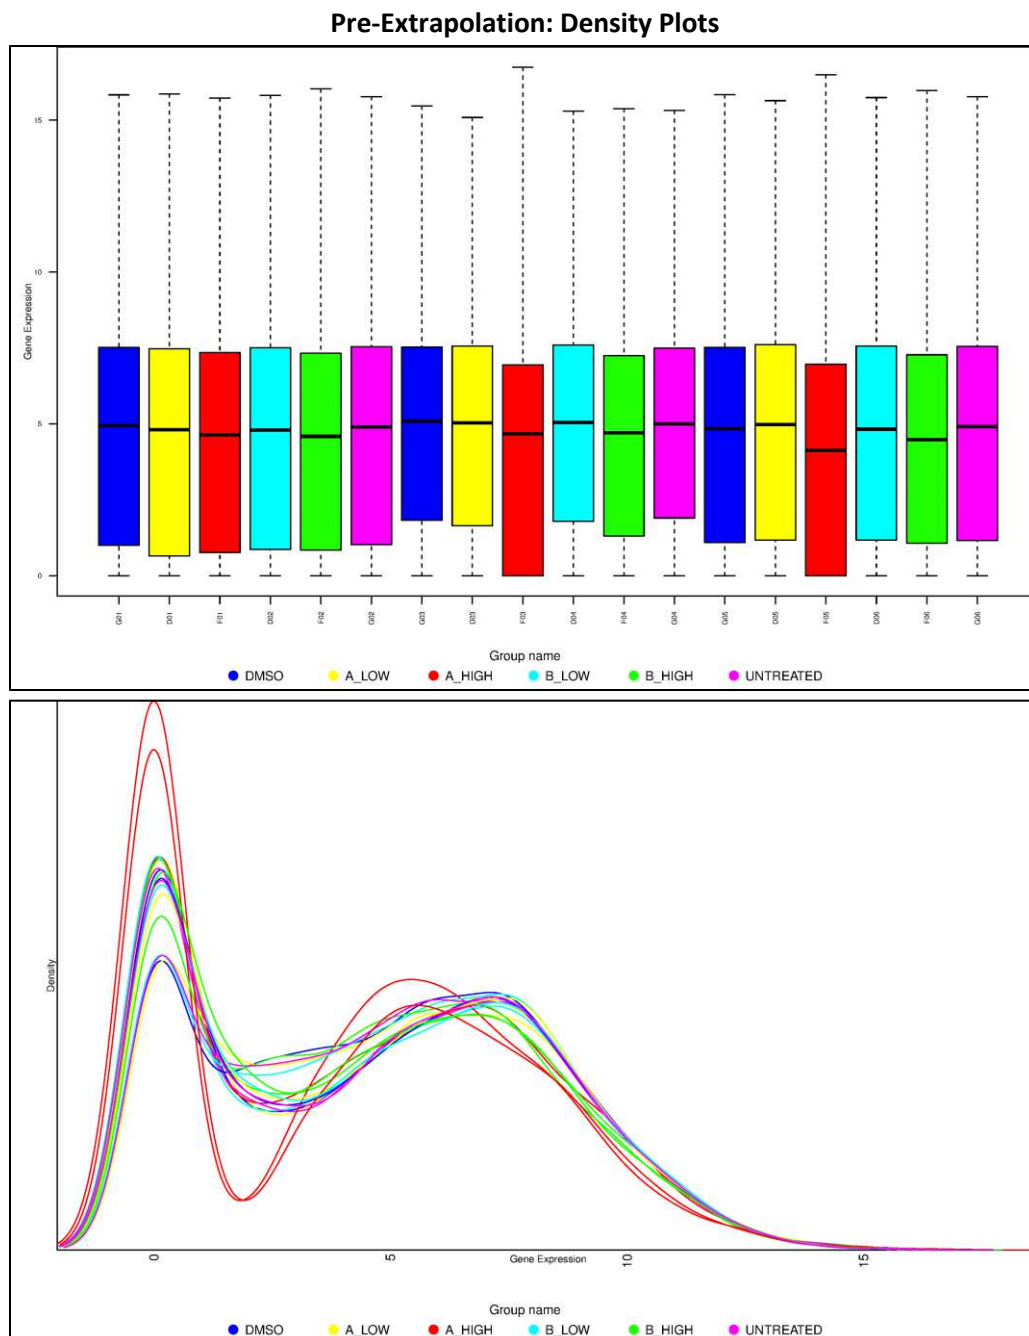 Pre-Extrapolation: Density Plots
Gene Expression
15
10
5
0
G01 D01 F01 D02 F02 G02 G03 D03 F03 D04 F04 G04 G05 D05 F05 D06 F06 G06
Group name
DMSO A_LOW A_HIGH B_LOW B_HIGH UNTREATED
Density
0 5 10 15
Gene Expression
Group name
DMSO A_LOW A_HIGH B_LOW B_HIGH UNTREATED